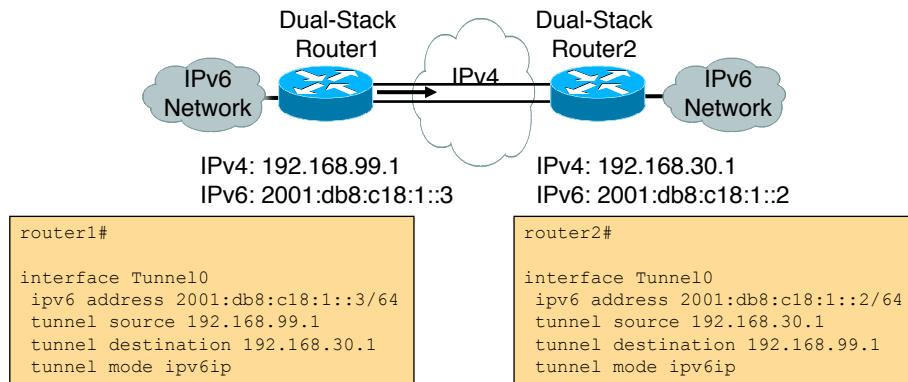 Dual-Stack
Router1
Dual-Stack
Router2
IPv6
Network
IPv4
IPv6
Network
IPv4: 192.168.99.1
IPv6: 2001:db8:c18:1::3
IPv4: 192.168.30.1
IPv6: 2001:db8:c18:1::2
router1#
interface Tunnel0
ipv6 address 2001:db8:c18:1::3/64
tunnel source 192.168.99.1
tunnel destination 192.168.30.1
tunnel mode ipv6ip
router2#
interface Tunnel0
ipv6 address 2001:db8:c18:1::2/64
tunnel source 192.168.30.1
tunnel destination 192.168.99.1
tunnel mode ipv6ip